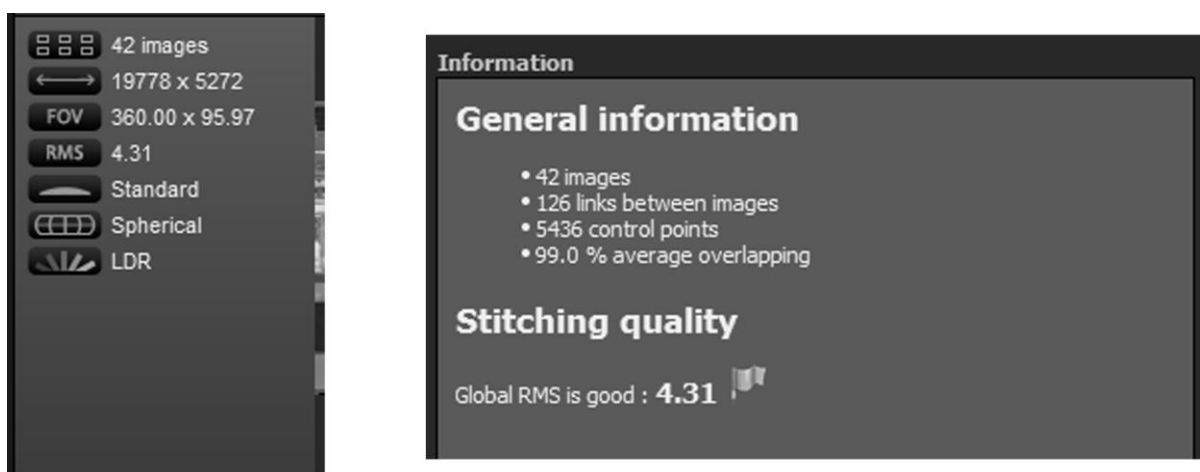 42 images
19778 x 5272
FOV 360.00 x 95.97
RMS 4.31
Standard
Spherical
LDR
Information
General information
• 42 images
• 126 links between images
• 5436 control points
• 99.0 % average overlapping
Stitching quality
Global RMS is good : 4.31